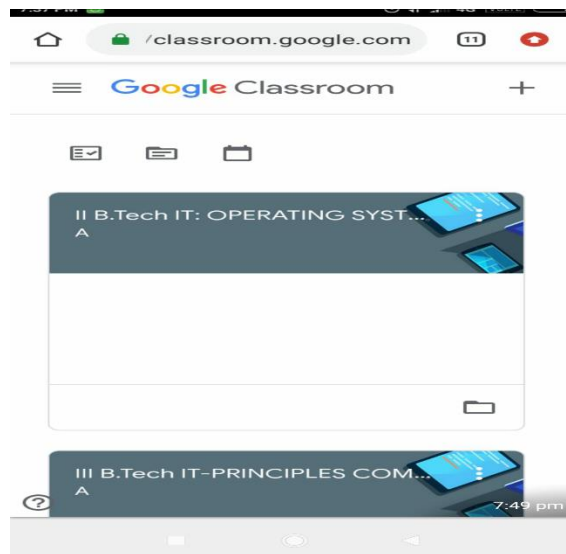 /classroom.google.com
11
Google Classroom
II B.Tech IT: OPERATING SYST...
A
III B.Tech IT-PRINCIPLES COM...
A
7:49 pm